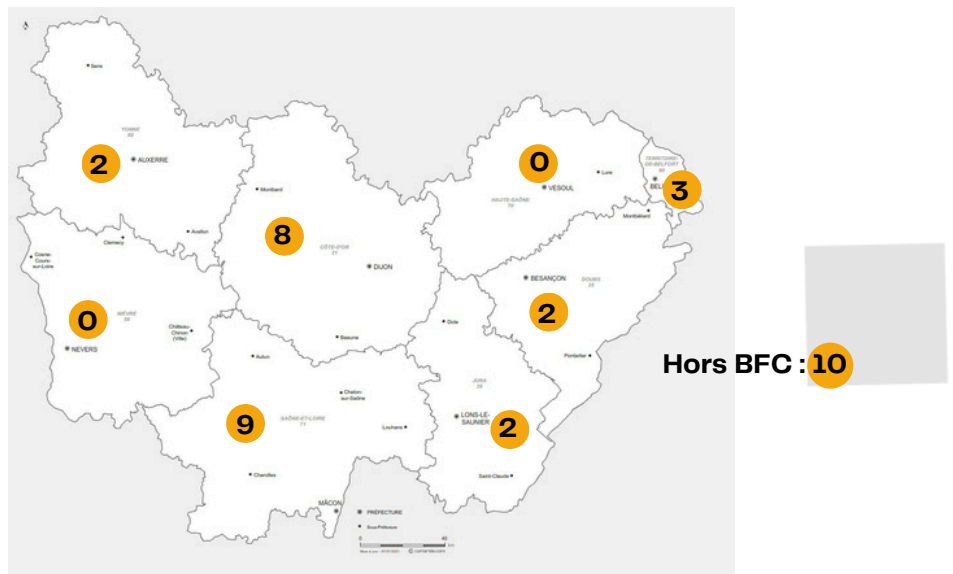 Sens
YONNE
89
AUXERRE
2
Avallon
Clamecy
Cosne-
Cours-
sur-Loire
NIÈVRE
58
0
NEVERS
Château-
Chinon
(Ville)
Montbard
8
CÔTE-D'OR
21
DIJON
Beaune
0
VESOUL
Lure
HAUTE-SAÔNE
70
TERRITOIRE-
DE-BELFORT
90
BEL
3
Montbéliard
BESANÇON
DOUBS
25
2
Pontarlier
Dole
JURA
39
LONS-LE-
SAUNIER
2
Saint-Claude
Autun
Chalon-
sur-Saône
SAÔNE-ET-LOIRE
71
9
Louhans
Charolles
MÂCON
PRÉFECTURE
Sous-Préfecture
0
40
km
Hors BFC : 10